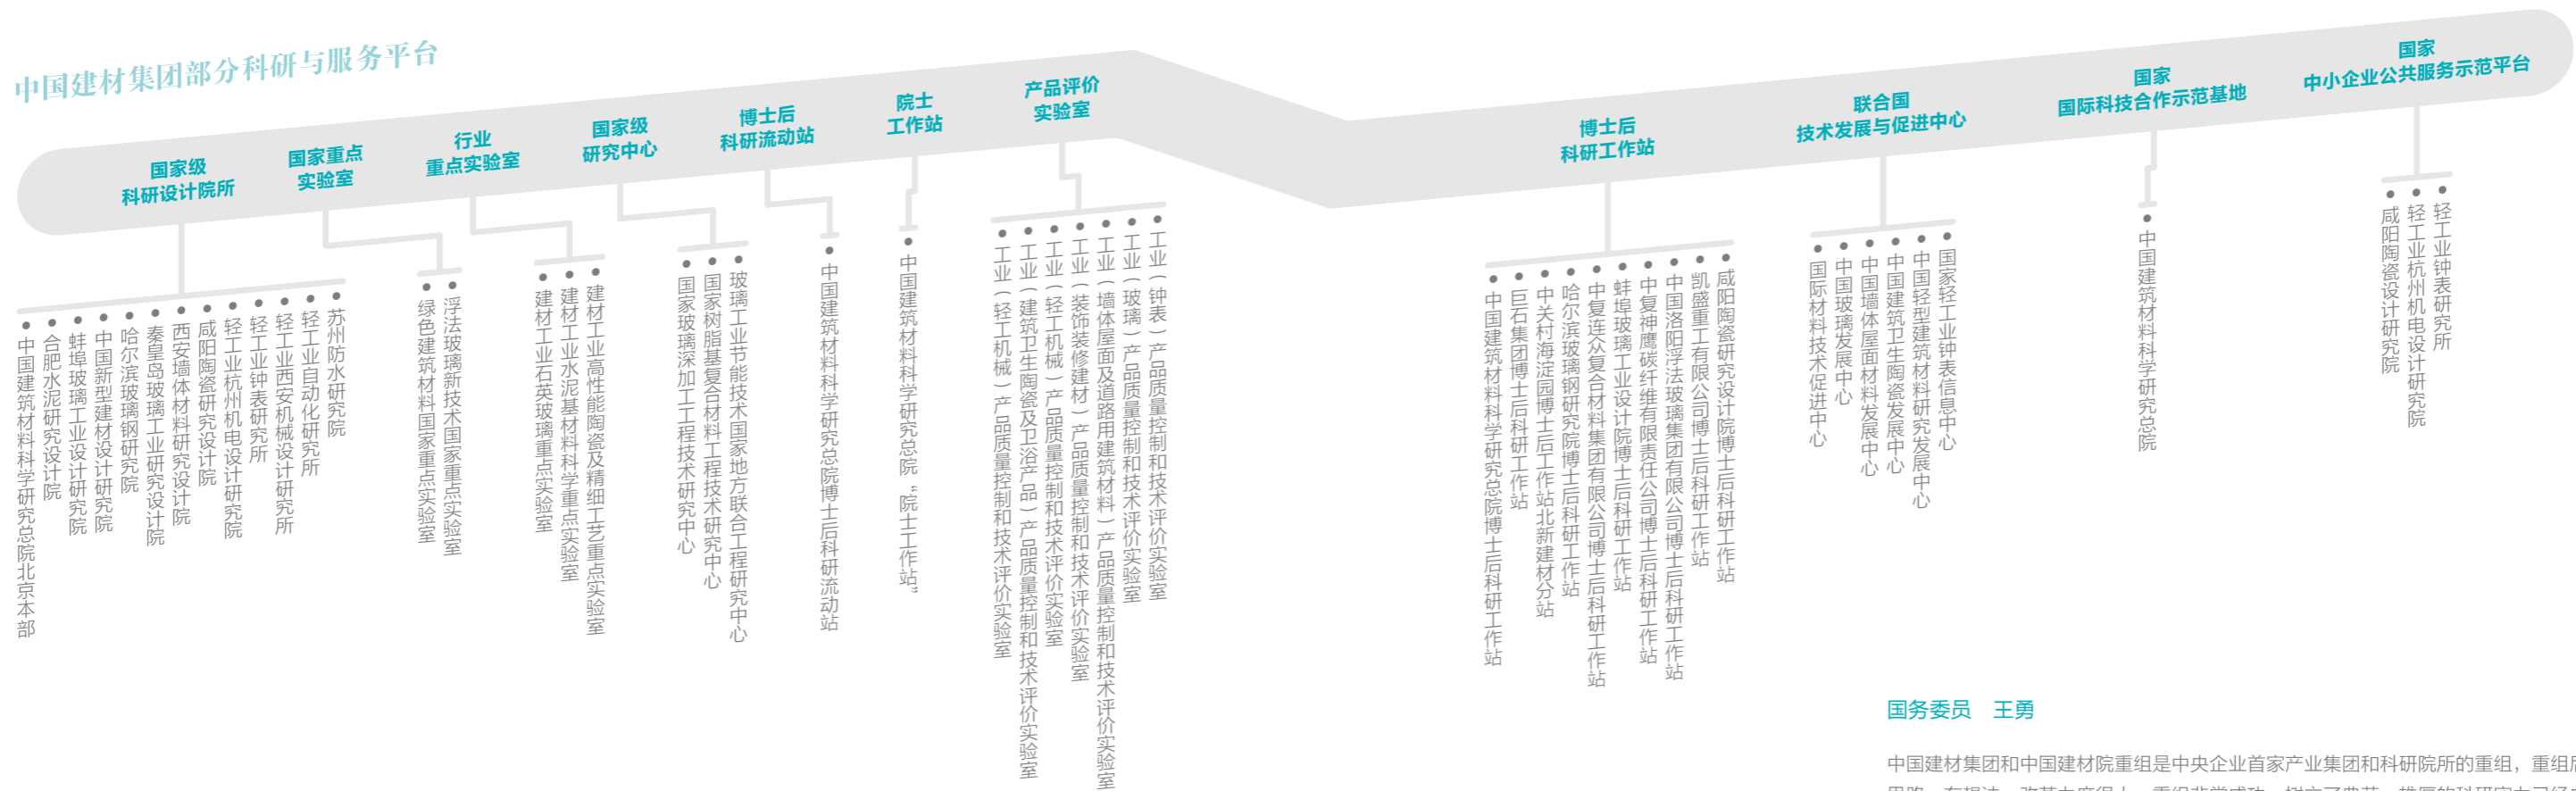 中国建材集团部分科研与服务平台
国家级
科研设计院所
中国建筑材料科学研究总院北京本部
合肥水泥研究设计院
蚌埠玻璃工业设计研究院
中国新型建材设计研究院
哈尔滨玻璃钢研究院
秦皇岛玻璃工业研究设计院
西安墙体材料研究设计院
咸阳陶瓷研究设计院
轻工业杭州机电设计研究院
轻工业钟表研究所
轻工业西安机械设计研究所
轻工业自动化研究所
苏州防水研究院
国家重点
实验室
绿色建筑材料国家重点实验室
浮法玻璃新技术国家重点实验室
行业
重点实验室
建材工业石英玻璃重点实验室
建材工业水泥基材料科学重点实验室
建材工业高性能陶瓷及精细工艺重点实验室
国家级
研究中心
国家玻璃深加工工程技术研究中心
国家树脂基复合材料工程技术研究中心
玻璃工业节能技术国家地方联合工程研究中心
博士后
科研流动站
中国建筑材料科学研究总院博士后科研流动站
院士
工作站
中国建筑材料科学研究总院“院士工作站”
产品评价
实验室
工业（轻工机械）产品质量控制和技术评价实验室
工业（建筑卫生陶瓷及卫浴产品）产品质量控制和技术评价实验室
工业（轻工机械）产品质量控制和技术评价实验室
工业（装饰装修建材）产品质量控制和技术评价实验室
工业（墙体屋面及道路用建筑材料）产品质量控制和技术评价实验室
工业（玻璃）产品质量控制和技术评价实验室
工业（钟表）产品质量控制和技术评价实验室
博士后
科研工作站
中国建筑材料科学研究总院博士后科研工作站
巨石集团博士后科研工作站
中关村海淀园博士后工作站北新建材分站
哈尔滨玻璃钢研究院博士后科研工作站
中复连众复合材料集团有限公司博士后科研工作站
蚌埠玻璃工业设计院博士后科研工作站
中复神鹰碳纤维有限责任公司博士后科研工作站
中国洛阳浮法玻璃集团有限公司博士后科研工作站
凯盛重工有限公司博士后科研工作站
咸阳陶瓷研究设计院博士后科研工作站
联合国
技术发展与促进中心
国际材料技术促进中心
中国玻璃发展中心
中国墙体屋面材料发展中心
中国建筑卫生陶瓷发展中心
中国轻型建筑材料研究发展中心
国家轻工业钟表信息中心
国家
国际科技合作示范基地
中国建筑材料科学研究总院
国家
中小企业公共服务示范平台
咸阳陶瓷设计研究院
轻工业杭州机电设计研究院
轻工业钟表研究所
国务委员　王勇
中国建材集团和中国建材院重组是中央企业首家产业集团和科研院所的重组，重组后